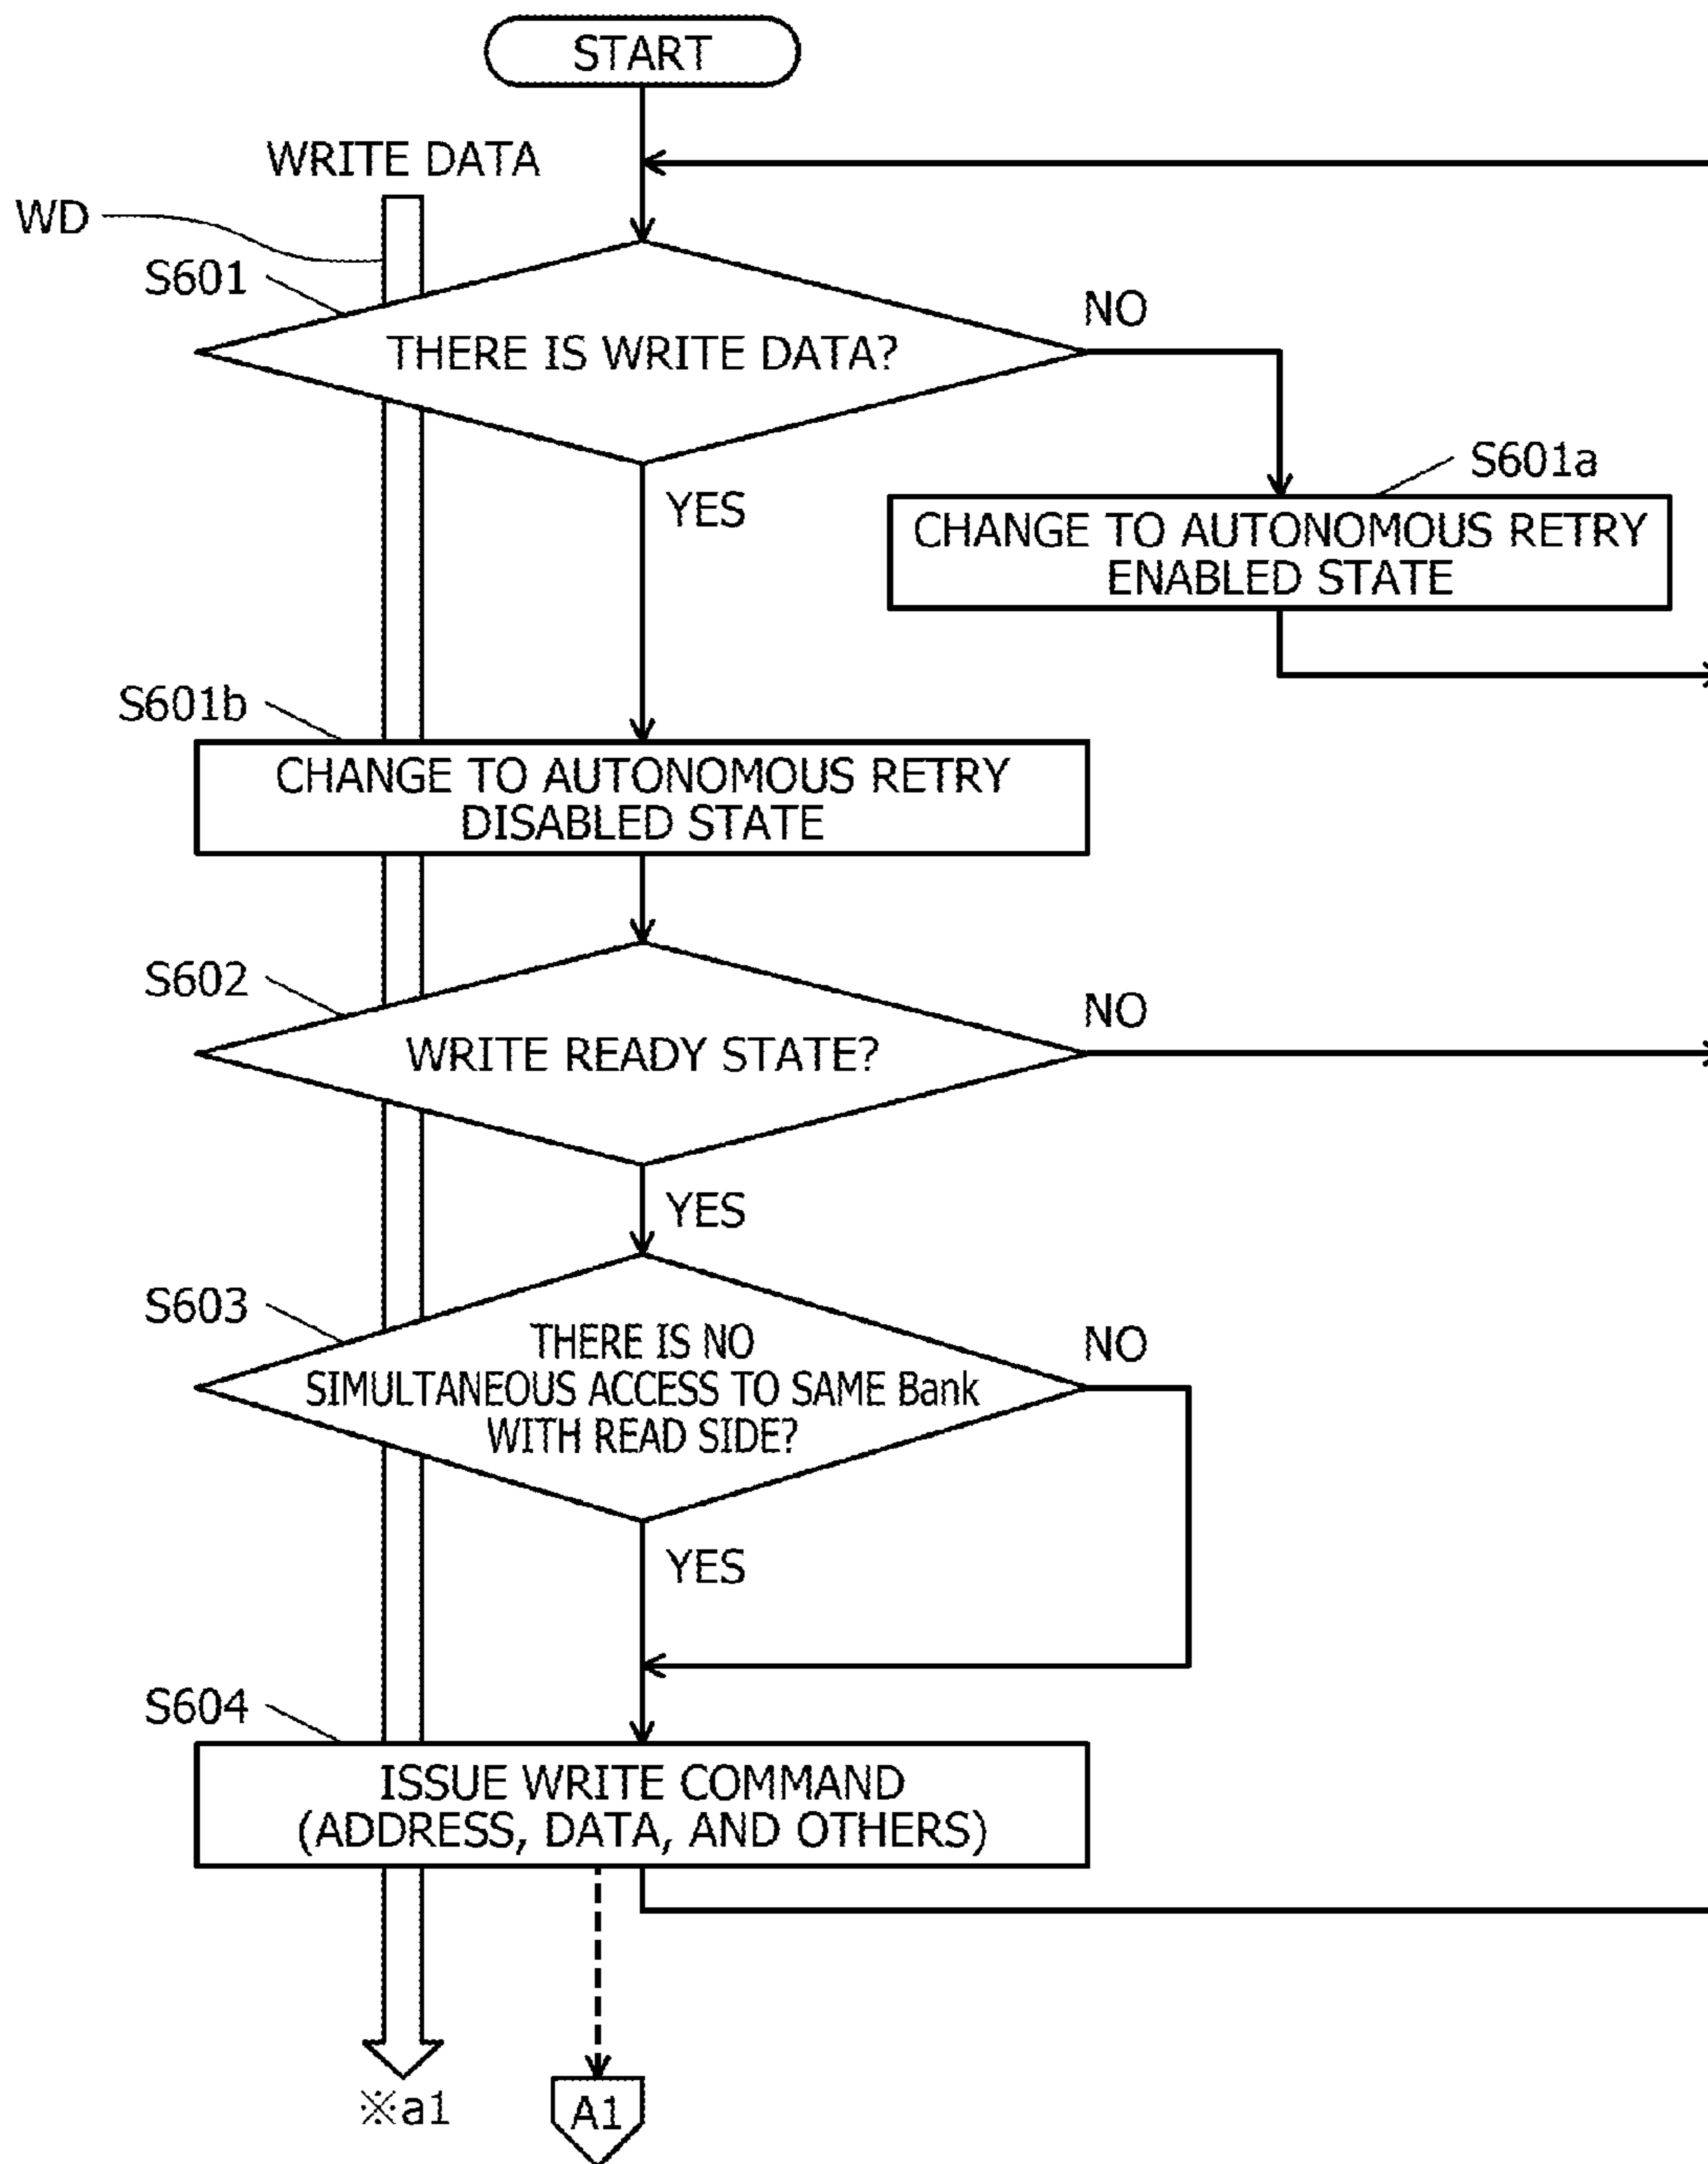 START
WRITE DATA
WD
S601
THERE IS WRITE DATA?
NO
YES
S601a
CHANGE TO AUTONOMOUS RETRY
ENABLED STATE
S601b
CHANGE TO AUTONOMOUS RETRY
DISABLED STATE
S602
WRITE READY STATE?
NO
YES
S603
THERE IS NO
SIMULTANEOUS ACCESS TO SAME Bank
WITH READ SIDE?
NO
YES
S604
ISSUE WRITE COMMAND
(ADDRESS, DATA, AND OTHERS)
※a1
A1